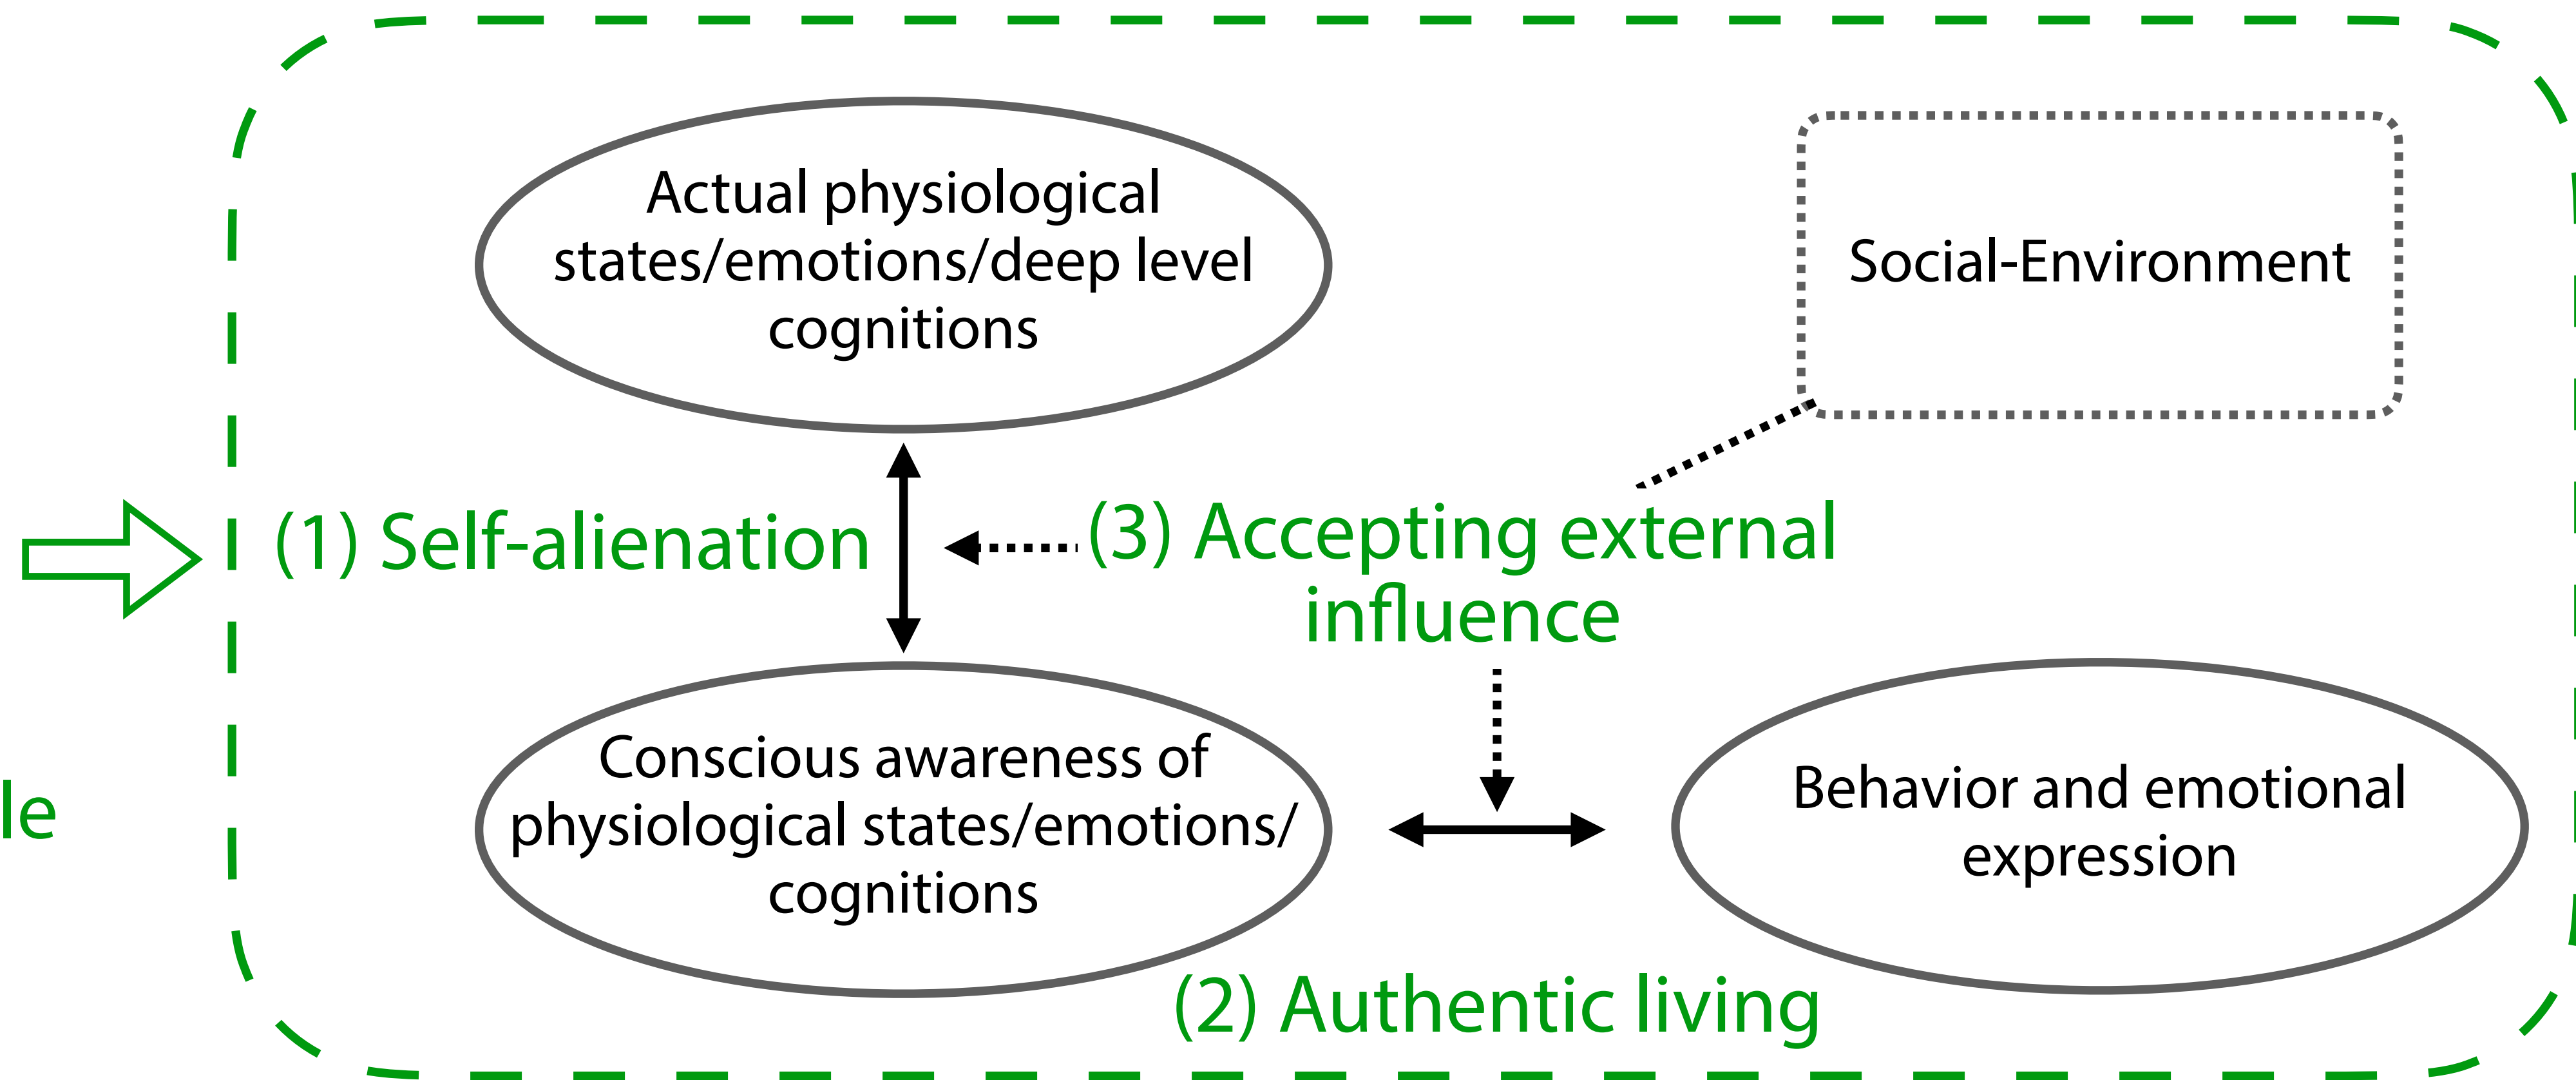 Actual physiological
states/emotions/deep level
cognitions
Social-Environment
(1) Self-alienation
(3) Accepting external
influence
Conscious awareness of
physiological states/emotions/
cognitions
Behavior and emotional
expression
le
(2) Authentic living